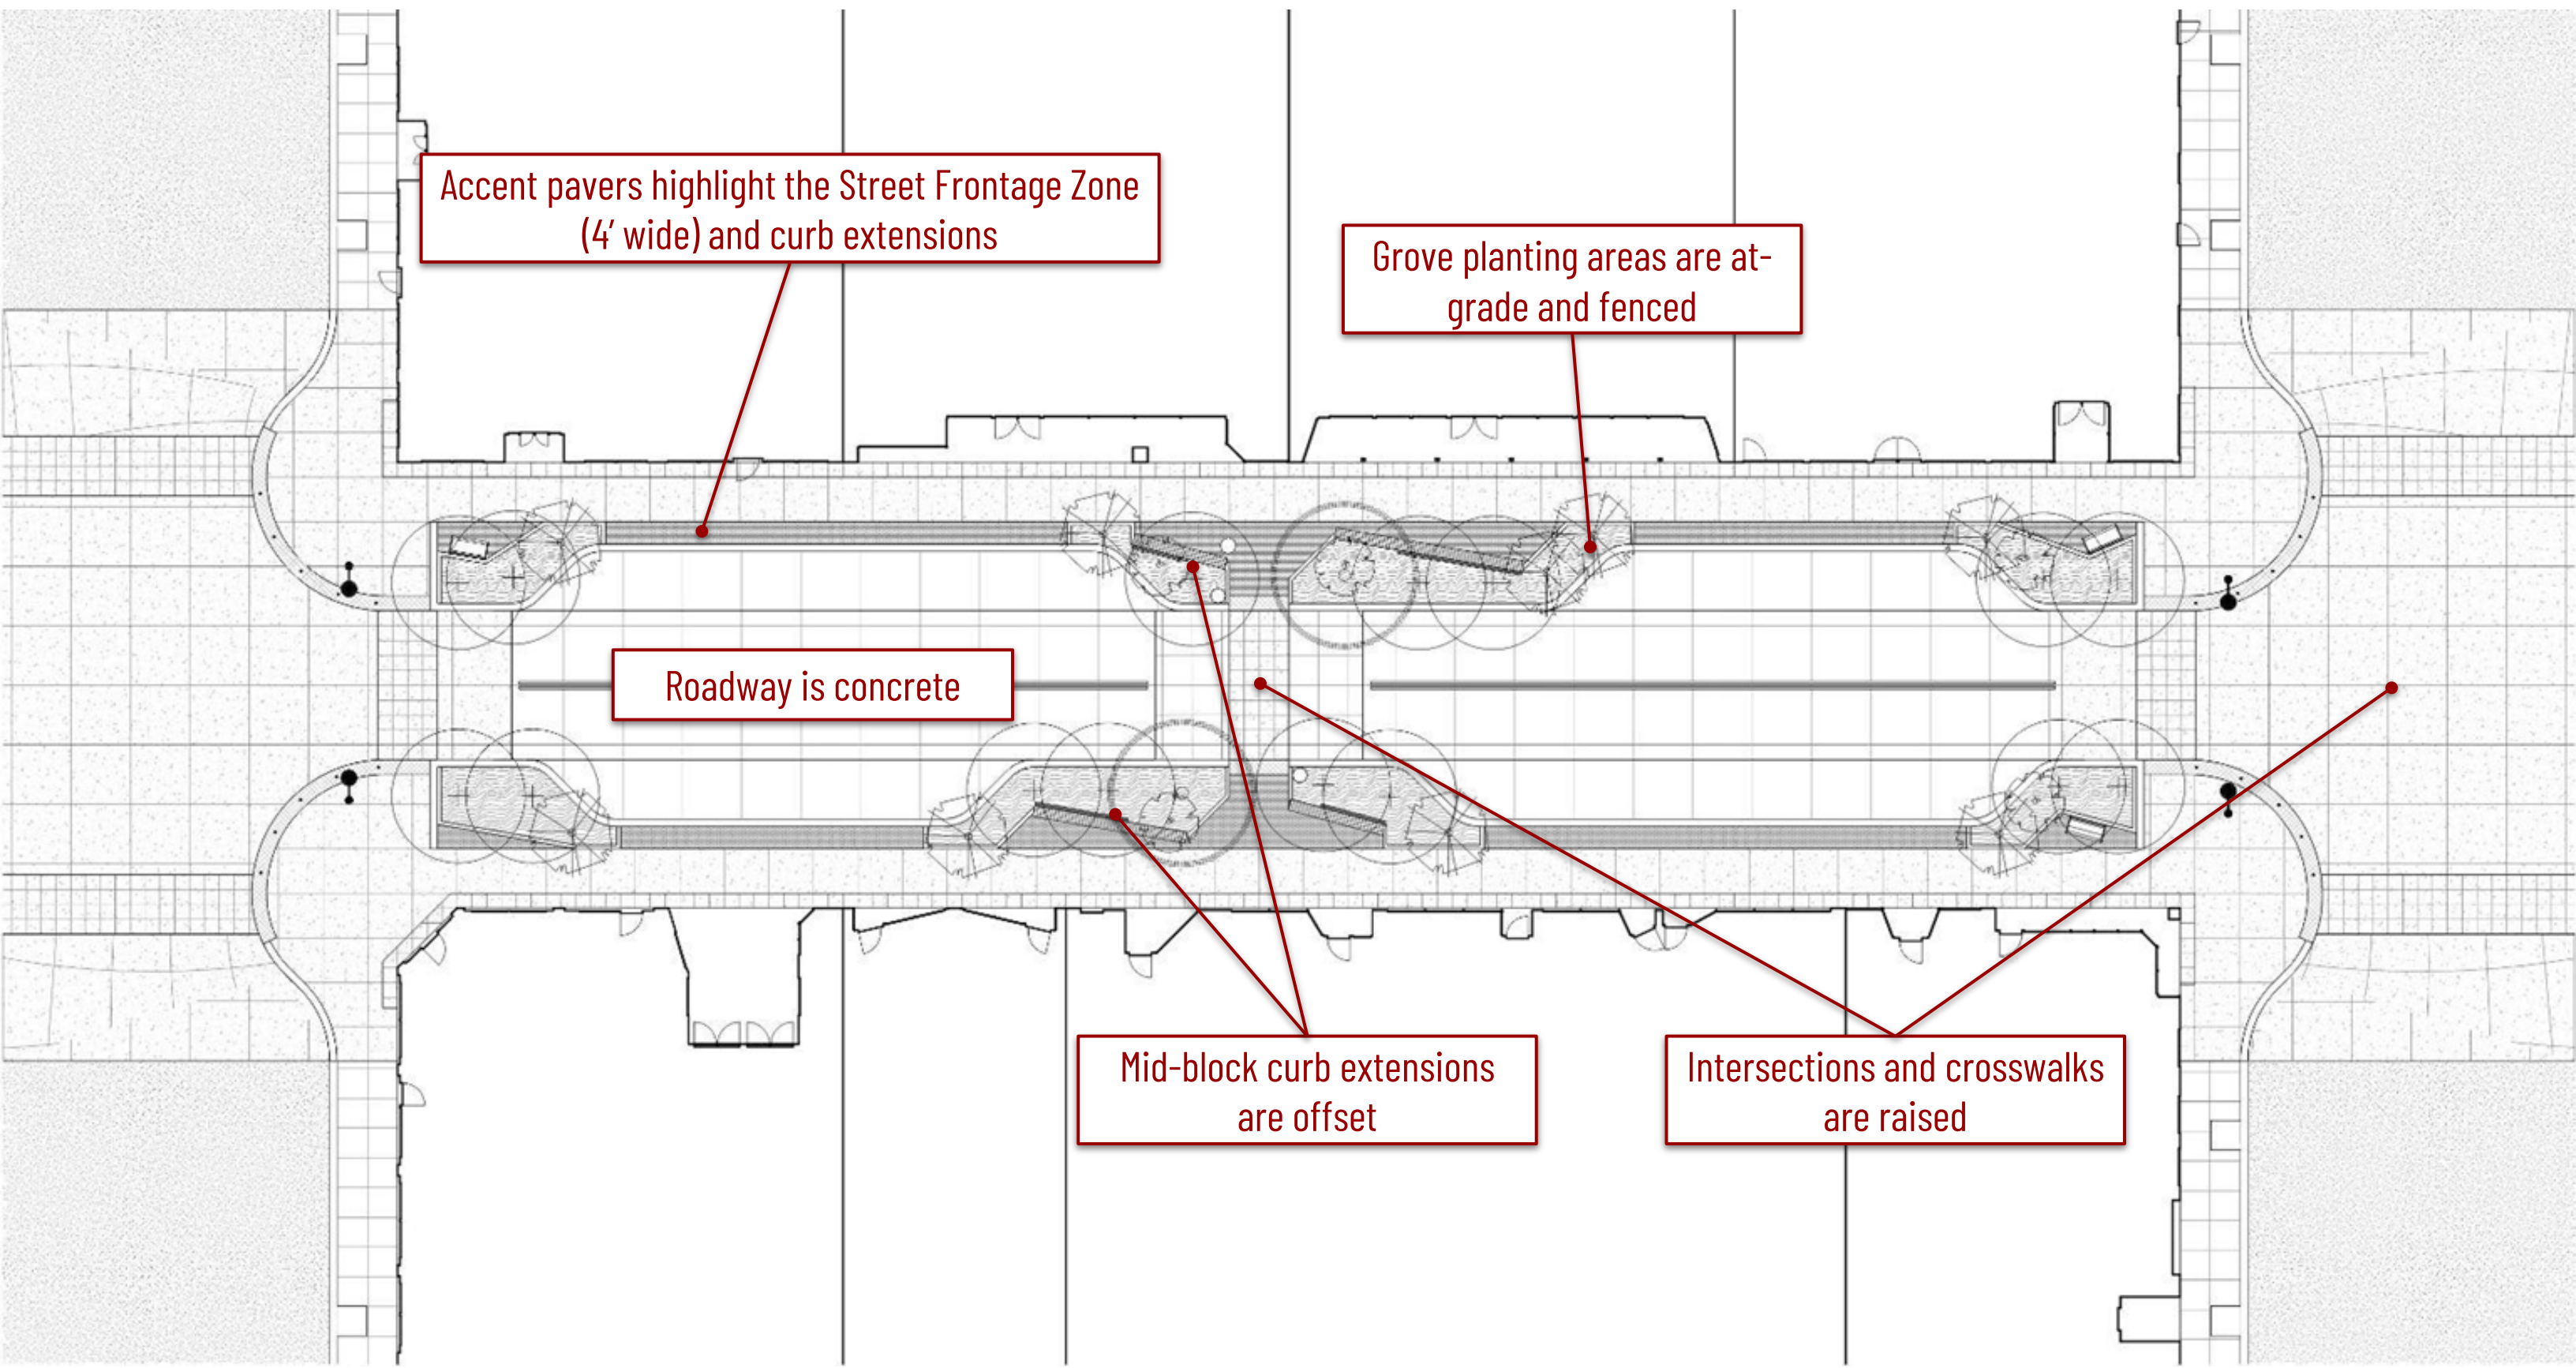 Accent pavers highlight the Street Frontage Zone
(4' wide) and curb extensions
Grove planting areas are at-
grade and fenced
Roadway is concrete
Mid-block curb extensions
are offset
Intersections and crosswalks
are raised